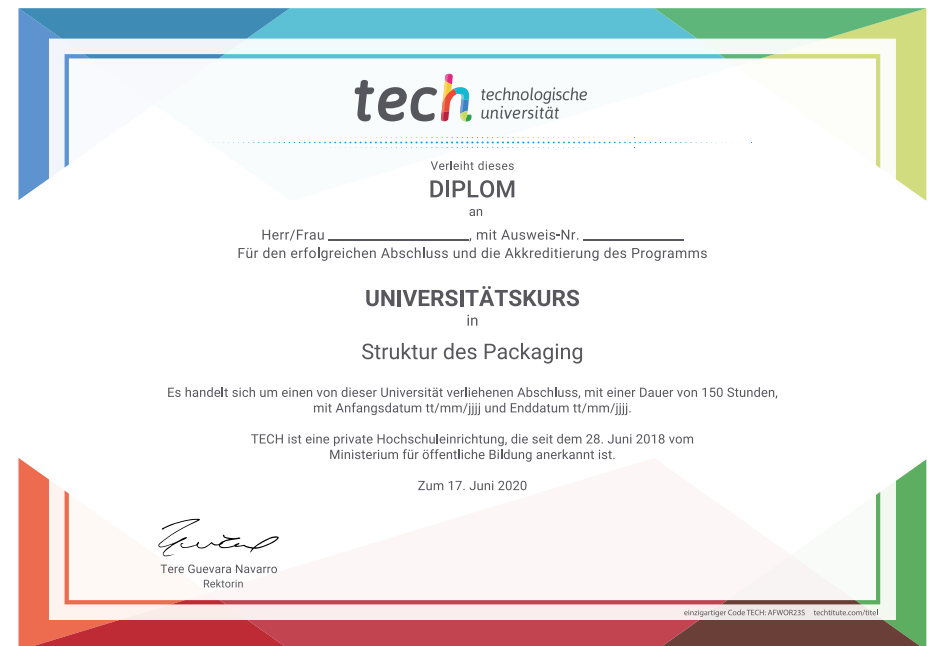 tech technologische
universität
Verleiht dieses
DIPLOM
an
Herr/Frau _________________, mit Ausweis-Nr. ____________
Für den erfolgreichen Abschluss und die Akkreditierung des Programms
UNIVERSITÄTSKURS
in
Struktur des Packaging
Es handelt sich um einen von dieser Universität verliehenen Abschluss, mit einer Dauer von 150 Stunden,
mit Anfangsdatum tt/mm/jjjj und Enddatum tt/mm/jjjj.
TECH ist eine private Hochschuleinrichtung, die seit dem 28. Juni 2018 vom
Ministerium für öffentliche Bildung anerkannt ist.
Zum 17. Juni 2020
Tere Guevara Navarro
Rektorin
einzigartiger Code TECH: AFWOR235 techtitute.com/titel